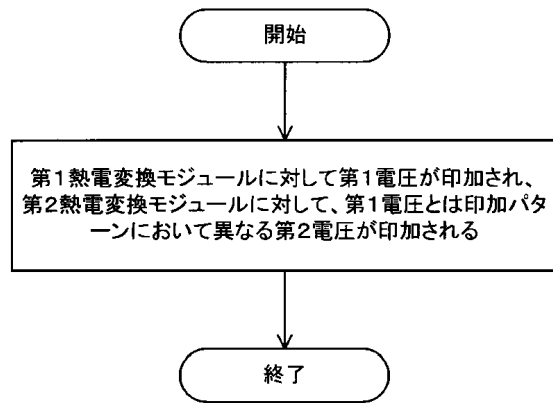 開始
第1熱電変換モジュールに対して第1電圧が印加され、
第2熱電変換モジュールに対して、第1電圧とは印加パタ
ーンにおいて異なる第2電圧が印加される
終了